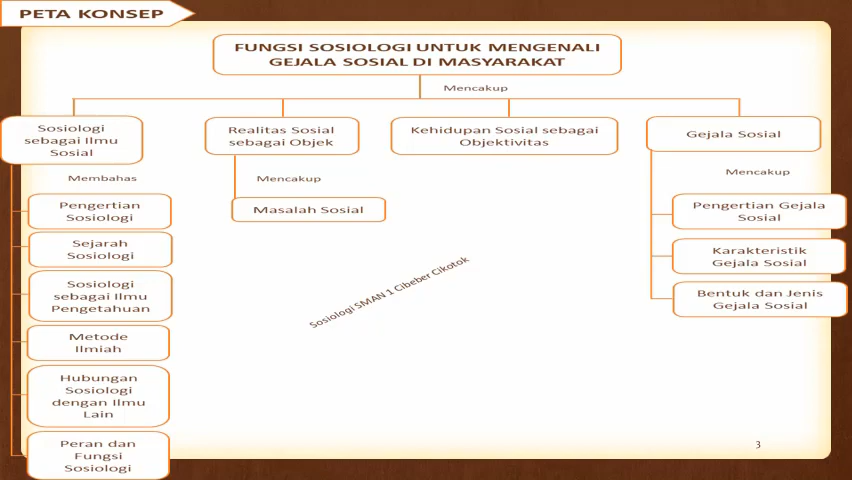 PETA KONSEP
FUNGSI SOSIOLOGI UNTUK MENGENALI
GEJALA SOSIAL DI MASYARAKAT
Mencakup
Sosiologi
sebagai Ilmu
Sosial
Realitas Sosial
sebagai Objek
Kehidupan Sosial sebagai
Objektivitas
Gejala Sosial
Membahas
Mencakup
Mencakup
Pengertian
Sosiologi
Sejarah
Sosiologi
Sosiologi
sebagai Ilmu
Pengetahuan
Metode
Ilmiah
Hubungan
Sosiologi
dengan Ilmu
Lain
Peran dan
Fungsi
Sosiologi
Masalah Sosial
Pengertian Gejala
Sosial
Karakteristik
Gejala Sosial
Bentuk dan Jenis
Gejala Sosial
Sosiologi SMAN 1 Cibeber Cikotok
3